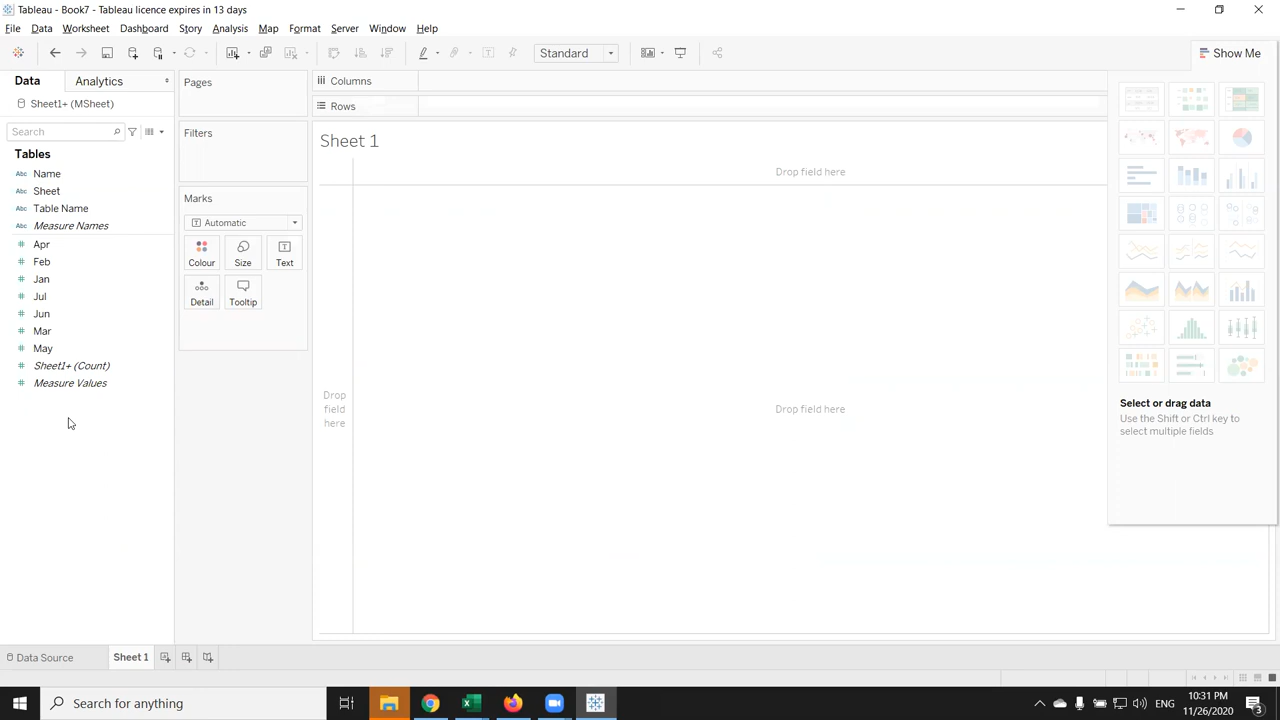 Tableau - Book7 - Tableau licence expires in 13 days
File Data Worksheet Dashboard Story Analysis Map Format Server Window Help
Standard
Show Me
Data Analytics
Pages
Columns
Sheet1+ (MSheet)
Rows
Search
Filters
Sheet 1
Tables
Name
Drop field here
Sheet
Marks
Table Name
Automatic
Measure Names
Apr
Colour Size Text
Feb
Jan
Jul
Detail Tooltip
Jun
Mar
May
Sheet1+ (Count)
Measure Values
Drop
field
here
Drop field here
Select or drag data
Use the Shift or Ctrl key to
select multiple fields
Data Source Sheet 1
Search for anything
ENG
10:31 PM
11/26/2020
3